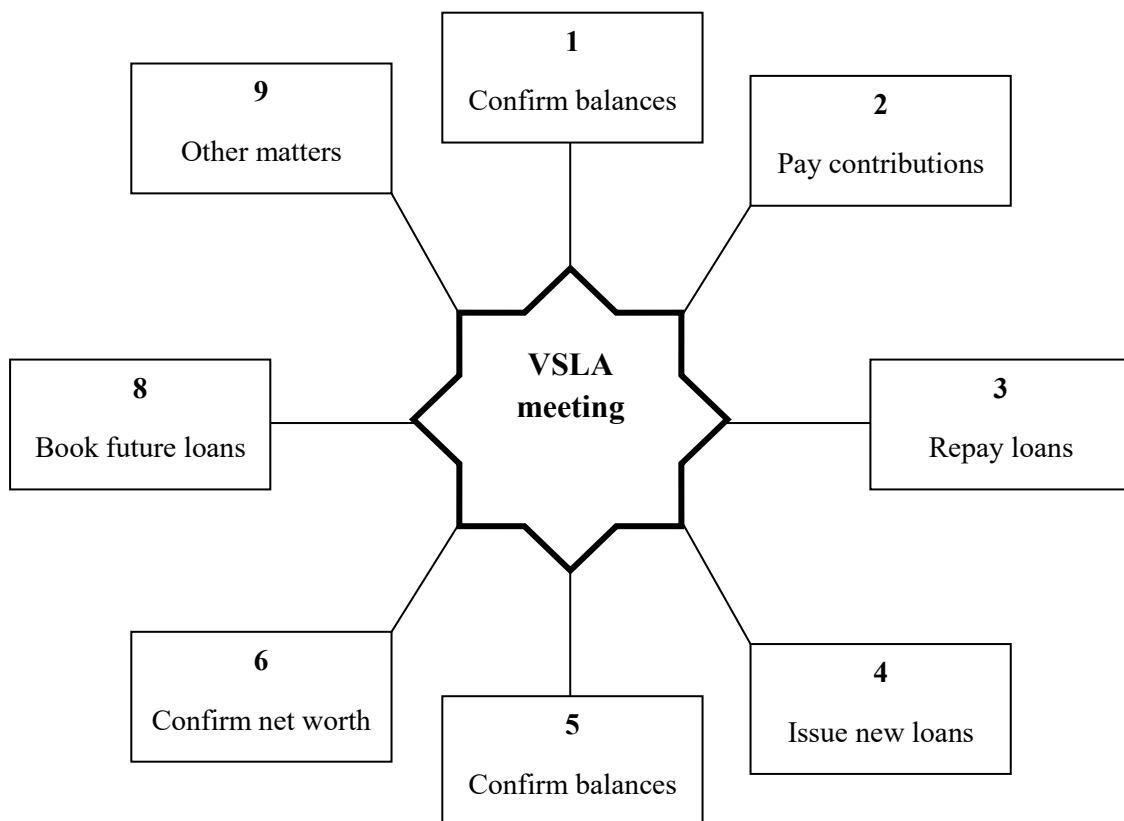 1
Confirm balances
2
Pay contributions
3
Repay loans
4
Issue new loans
5
Confirm balances
6
Confirm net worth
8
Book future loans
9
Other matters
VSLA
meeting